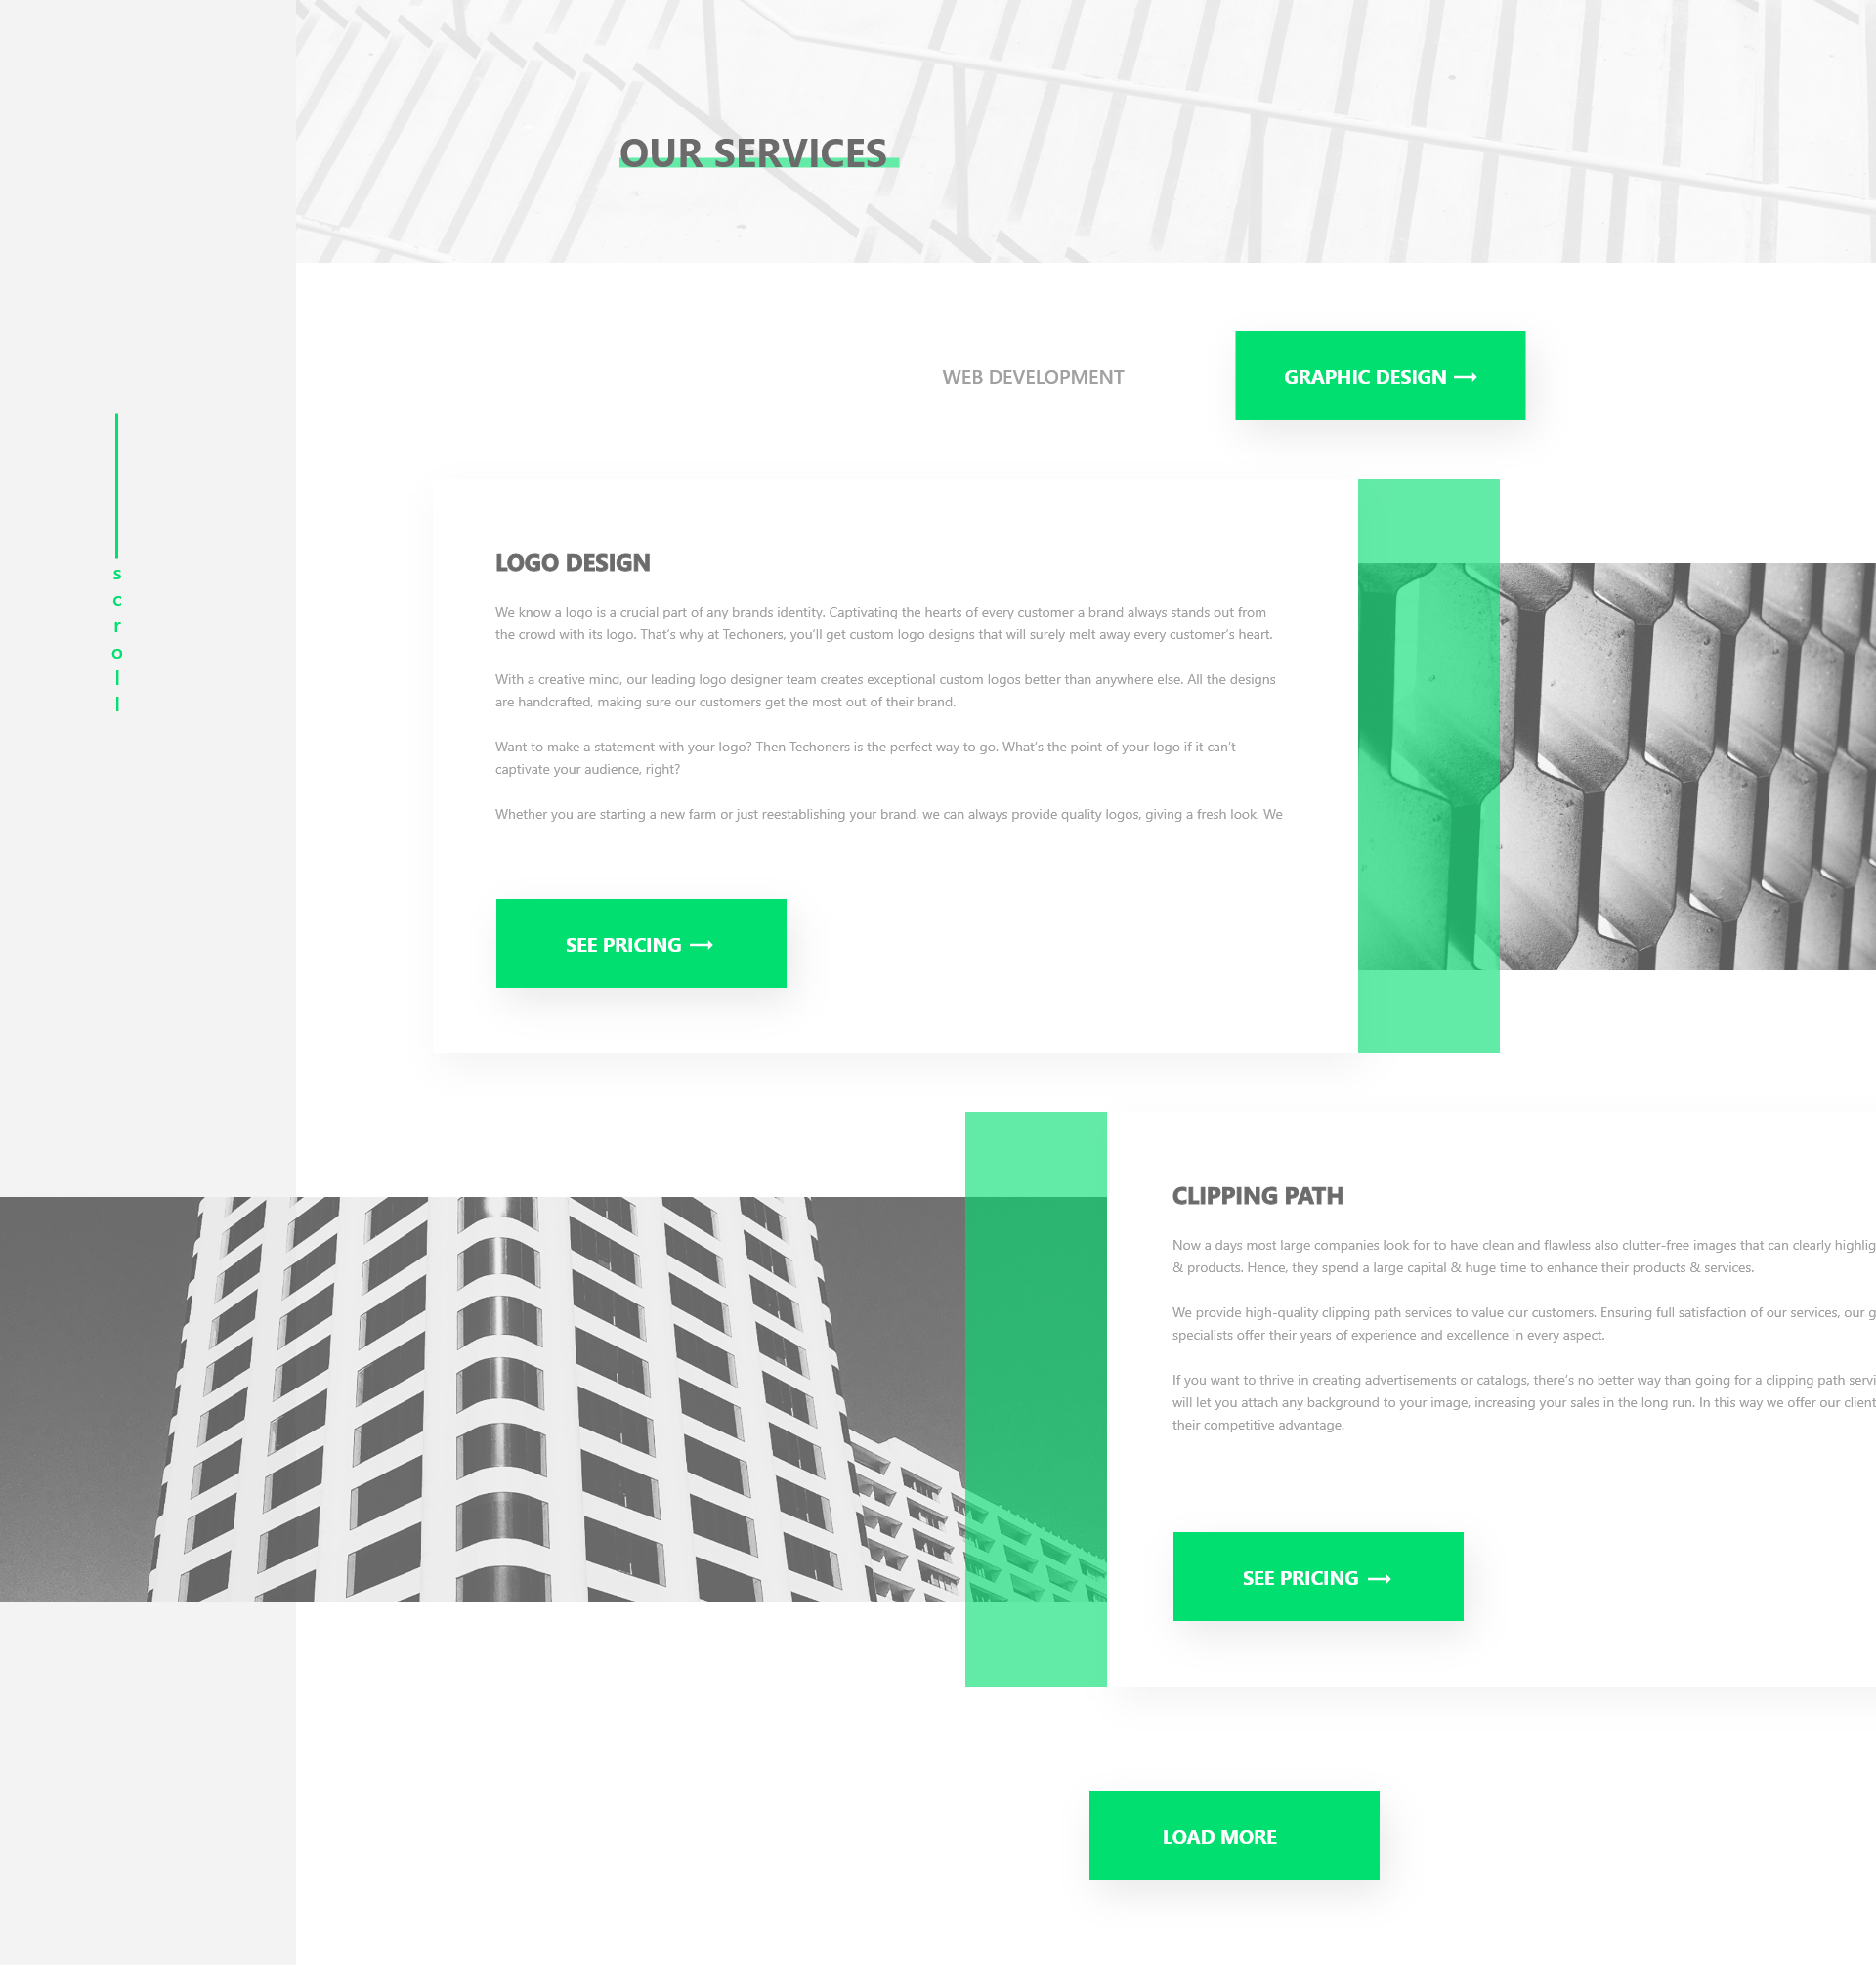 OUR SERVICES
WEB DEVELOPMENT
GRAPHIC DESIGN
scroll
LOGO DESIGN
We know a logo is a crucial part of any brands identity. Captivating the hearts of every customer a brand always stands out from
the crowd with its logo. That's why at Techoners, you'll get custom logo designs that will surely melt away every customer's heart.
With a creative mind, our leading logo designer team creates exceptional custom logos better than anywhere else. All the designs
are handcrafted, making sure our customers get the most out of their brand.
Want to make a statement with your logo? Then Techoners is the perfect way to go. What's the point of your logo if it can't
captivate your audience, right?
Whether you are starting a new farm or just reestablishing your brand, we can always provide quality logos, giving a fresh look. We
SEE PRICING
CLIPPING PATH
Now a days most large companies look for to have clean and flawless also clutter-free images that can clearly highlig
& products. Hence, they spend a large capital & huge time to enhance their products & services.
We provide high-quality clipping path services to value our customers. Ensuring full satisfaction of our services, our g
specialists offer their years of experience and excellence in every aspect.
If you want to thrive in creating advertisements or catalogs, there's no better way than going for a clipping path servi
will let you attach any background to your image, increasing your sales in the long run. In this way we offer our client
their competitive advantage.
SEE PRICING
LOAD MORE